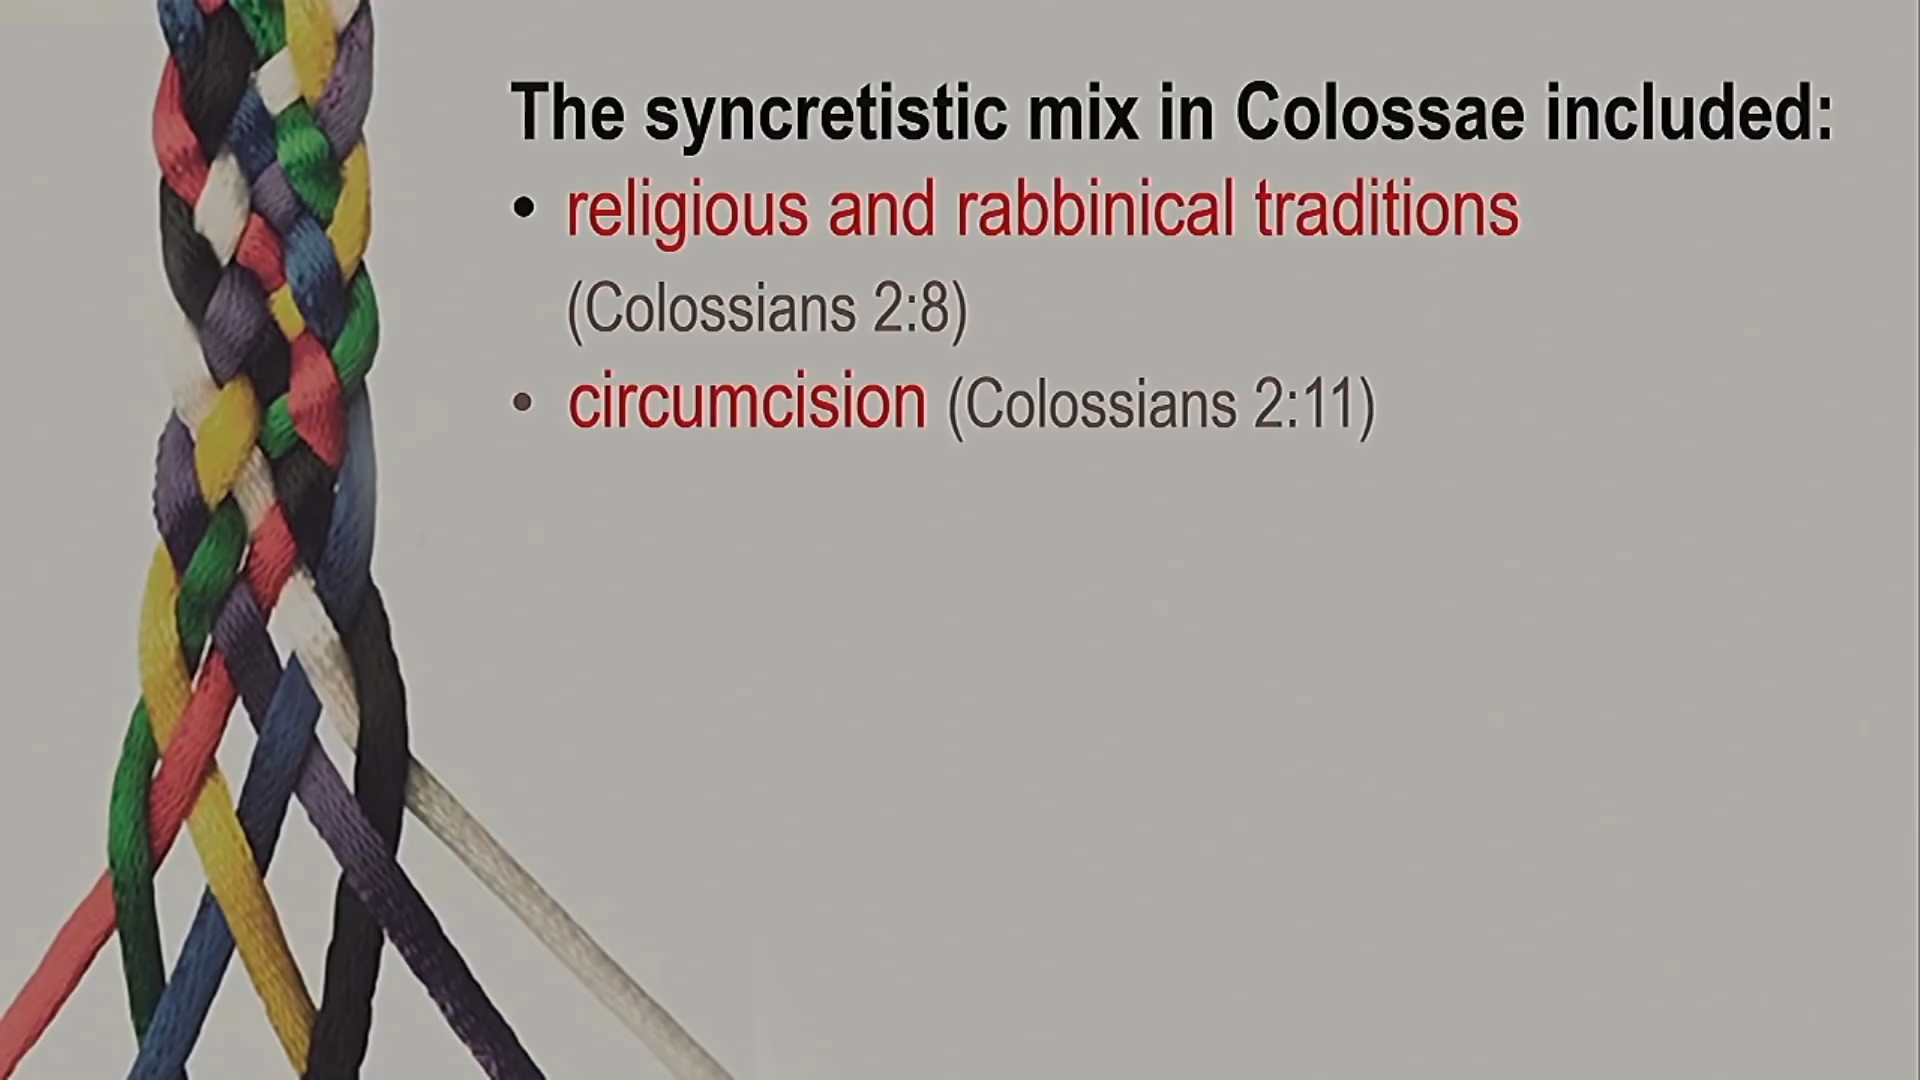 The syncretistic mix in Colossae included:
• religious and rabbinical traditions
(Colossians 2:8)
• circumcision (Colossians 2:11)